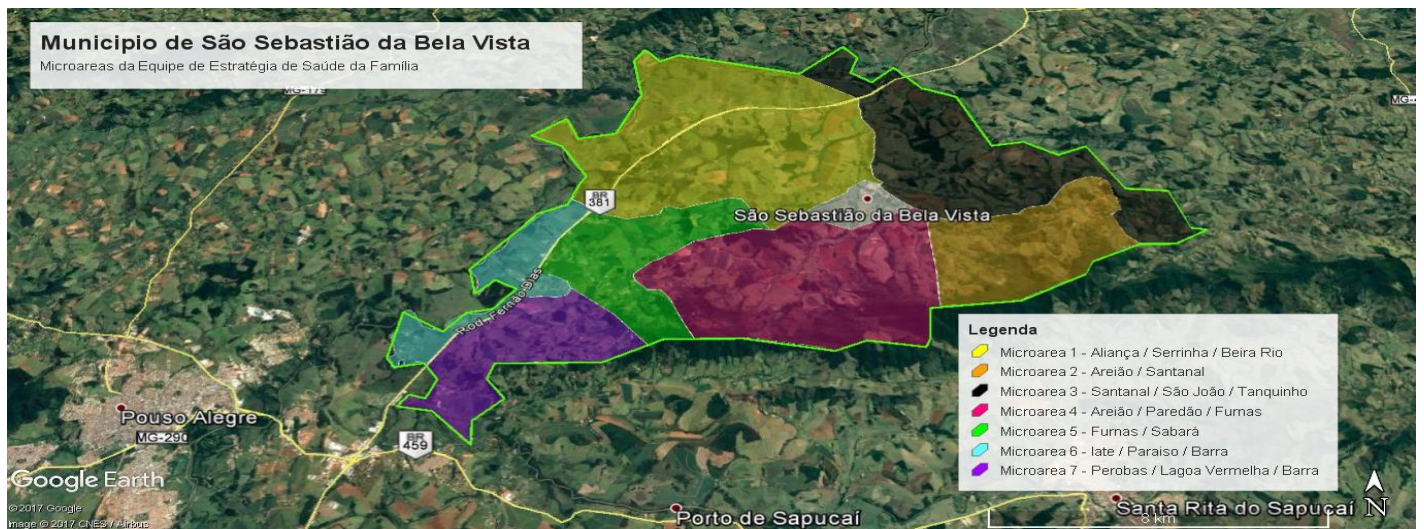 Municipio de São Sebastião da Bela Vista
Microareas da Equipe de Estratégia de Saúde da Família
BR
381
São Sebastião da Bela Vista
Rod. Fernão Dias
Legenda
Microarea 1 - Aliança / Serrinha / Beira Rio
Microarea 2 - Areião / Santanal
Microarea 3 - Santanal / São João / Tanquinho
Microarea 4 - Areião / Paredão / Furnas
Microarea 5 - Furnas / Sabará
Microarea 6 - Iate / Paraiso / Barra
Microarea 7 - Perobas / Lagoa Vermelha / Barra
Pouso Alegre
MG-290
BR
459
Google Earth
© 2017 Google
Image © 2017 CNES / Airbus
Porto de Sapucaí
Santa Rita do Sapucaí
8 km
N